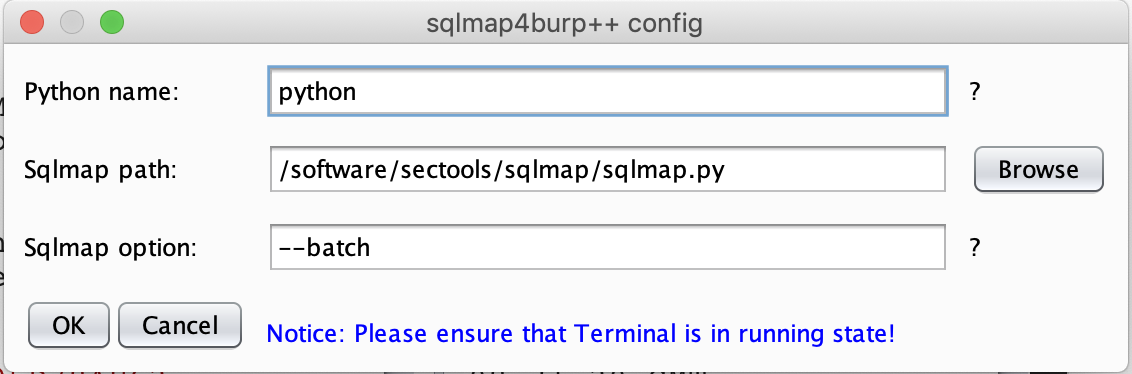 sqlmap4burp++ config
Python name: python ?
Sqlmap path: /software/sectools/sqlmap/sqlmap.py Browse
Sqlmap option: --batch ?
OK Cancel Notice: Please ensure that Terminal is in running state!